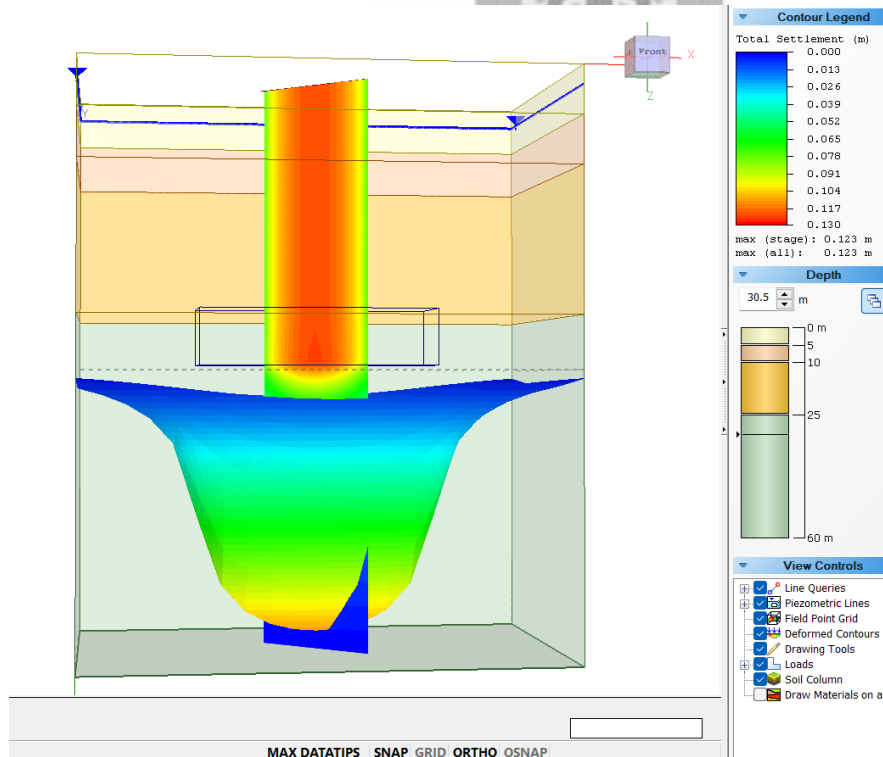 Contour Legend
Total Settlement (m)
0.000
0.013
0.026
0.039
0.052
0.065
0.078
0.091
0.104
0.117
0.130
max (stage): 0.123 m
max (all): 0.123 m
Front
X
Z
Y
Depth
30.5 m
0 m
5
10
25
60 m
View Controls
Line Queries
Piezometric Lines
Field Point Grid
Deformed Contours
Drawing Tools
Loads
Soil Column
Draw Materials on a
MAX DATATIPS SNAP GRID ORTHO OSNAP